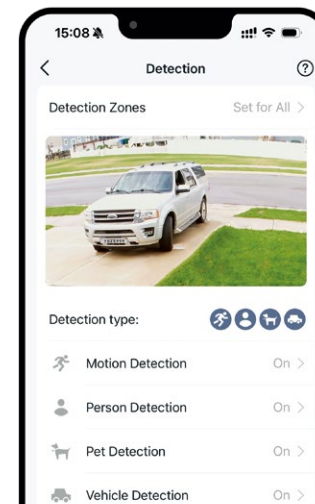 15:08
Detection
Detection Zones Set for All >
Detection type:
Motion Detection On >
Person Detection On >
Pet Detection On >
Vehicle Detection On >